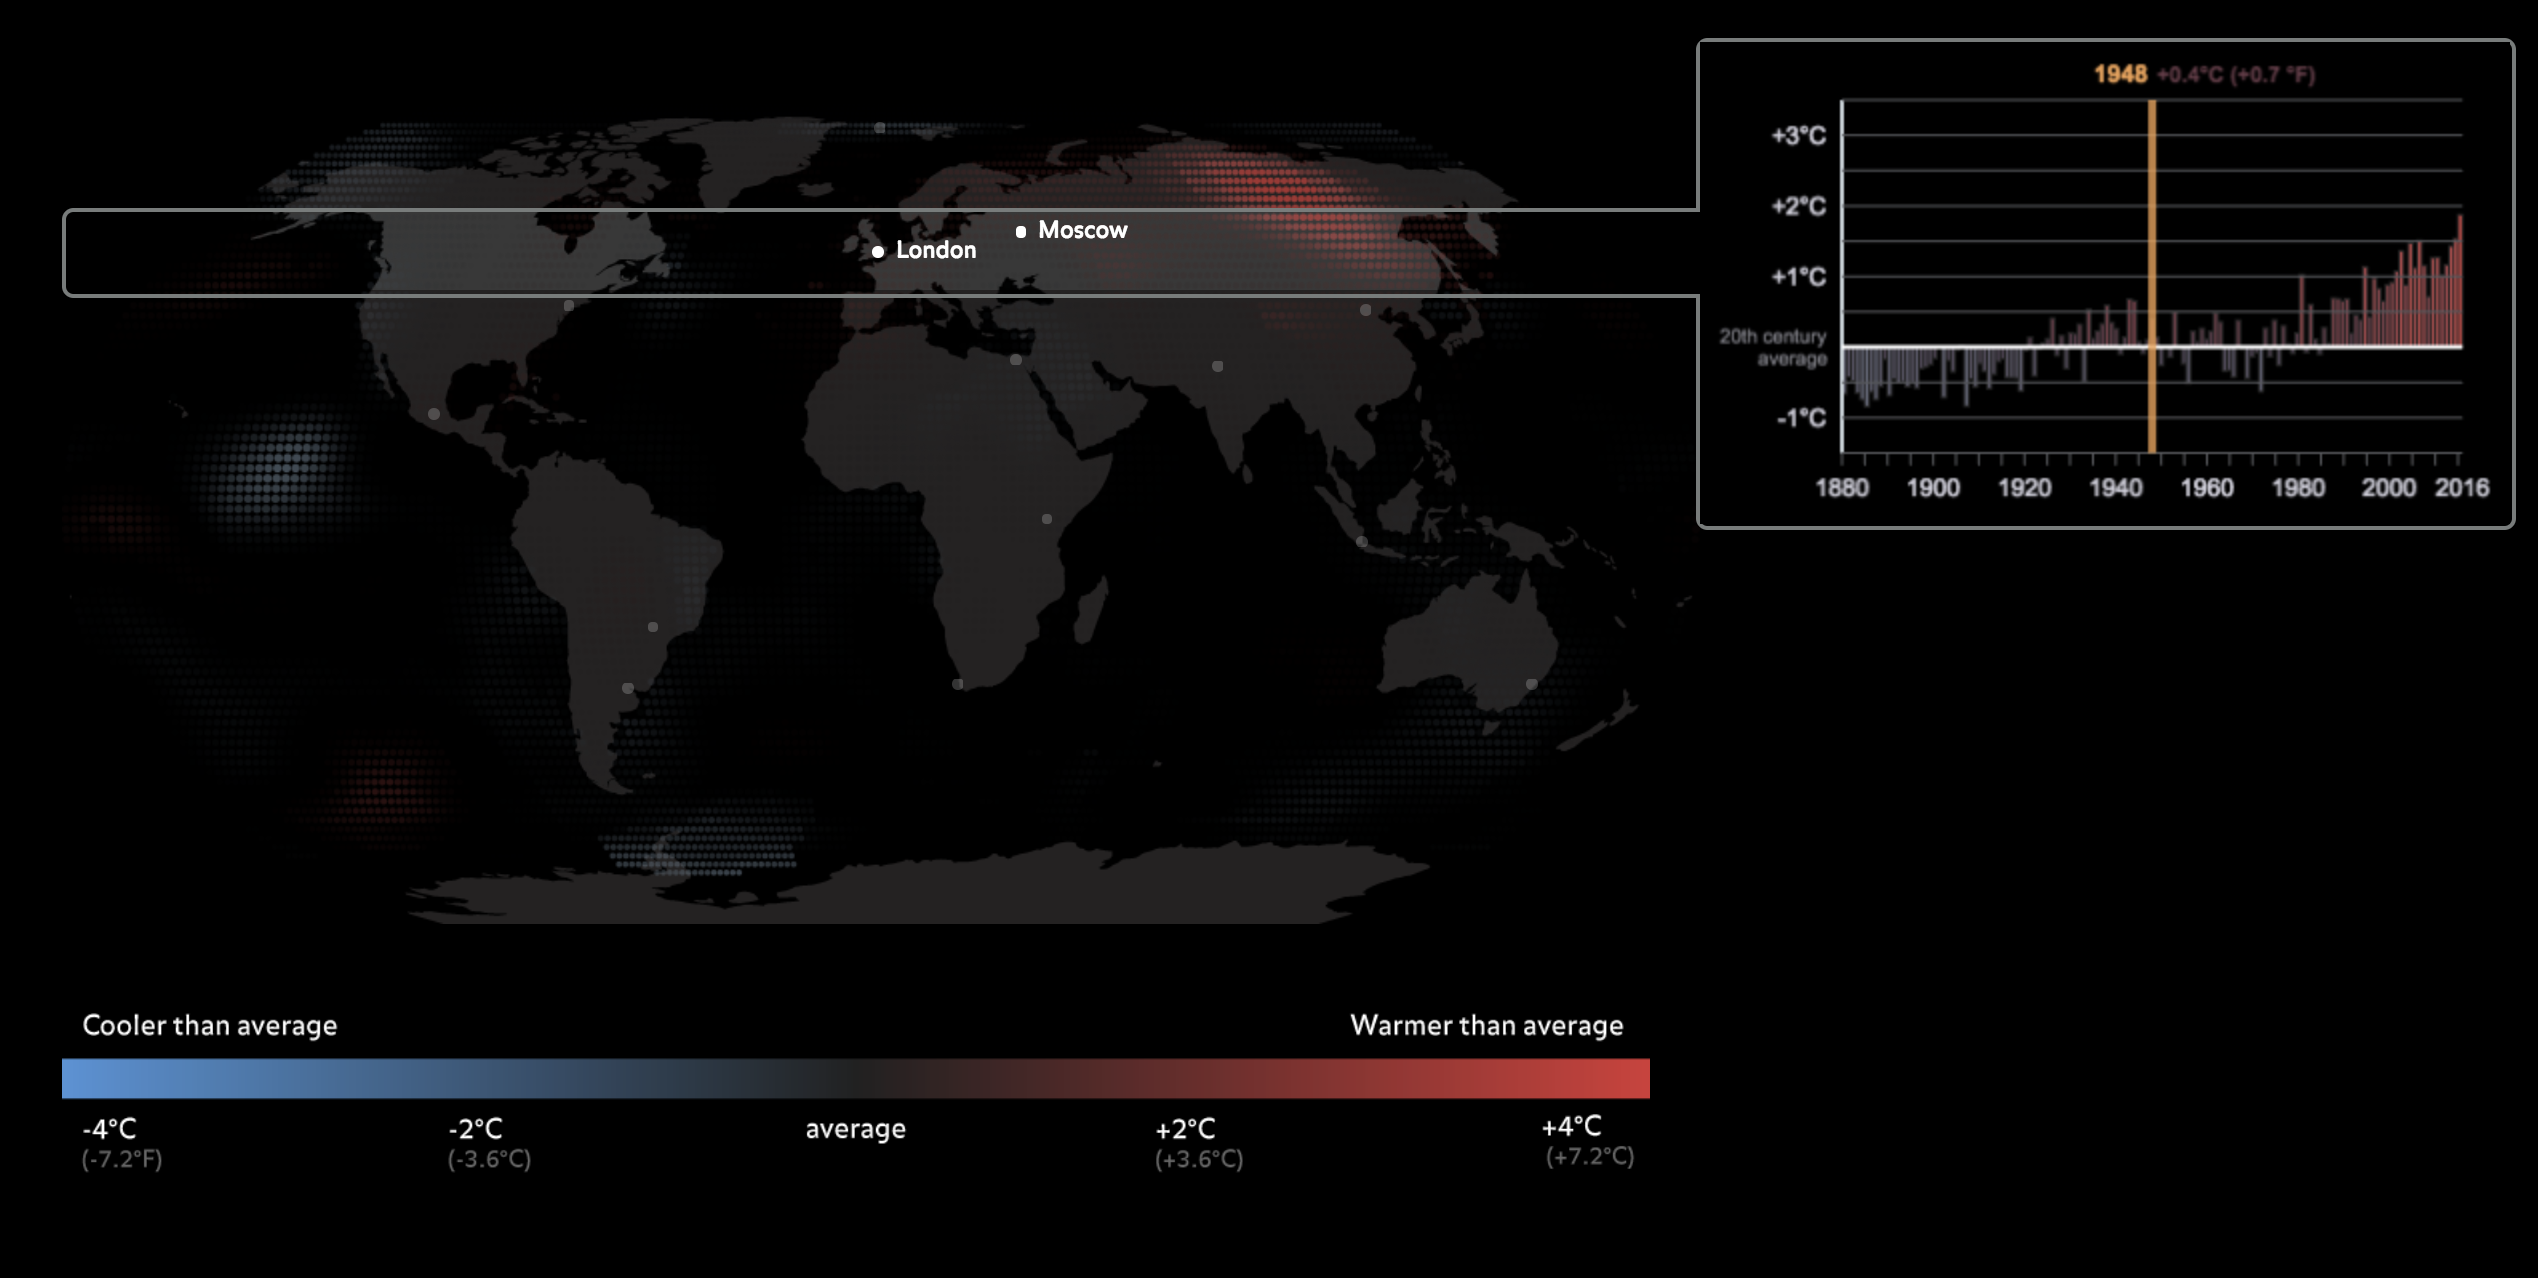 1948 +0.4°C (+0.7 °F)
+3°C
+2°C
+1°C
20th century
average
-1°C
1880 1900 1920 1940 1960 1980 2000 2016
Moscow
London
Cooler than average
Warmer than average
-4°C -2°C average +2°C +4°C
(-7.2°F) (-3.6°C) (+3.6°C) (+7.2°C)